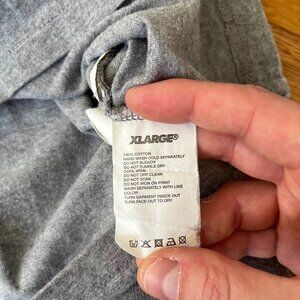 XLARGE®
100% COTTON
HAND WASH COLD SEPARATELY
DO NOT BLEACH
DO NOT TUMBLE DRY
COOL IRON
DO NOT DRY CLEAN
DO NOT SOAK
DO NOT IRON ON PRINT
WASH SEPARATELY WITH LIKE
COLOR
TURN GARMENT INSIDE OUT
TURN FACE OUT TO DRY